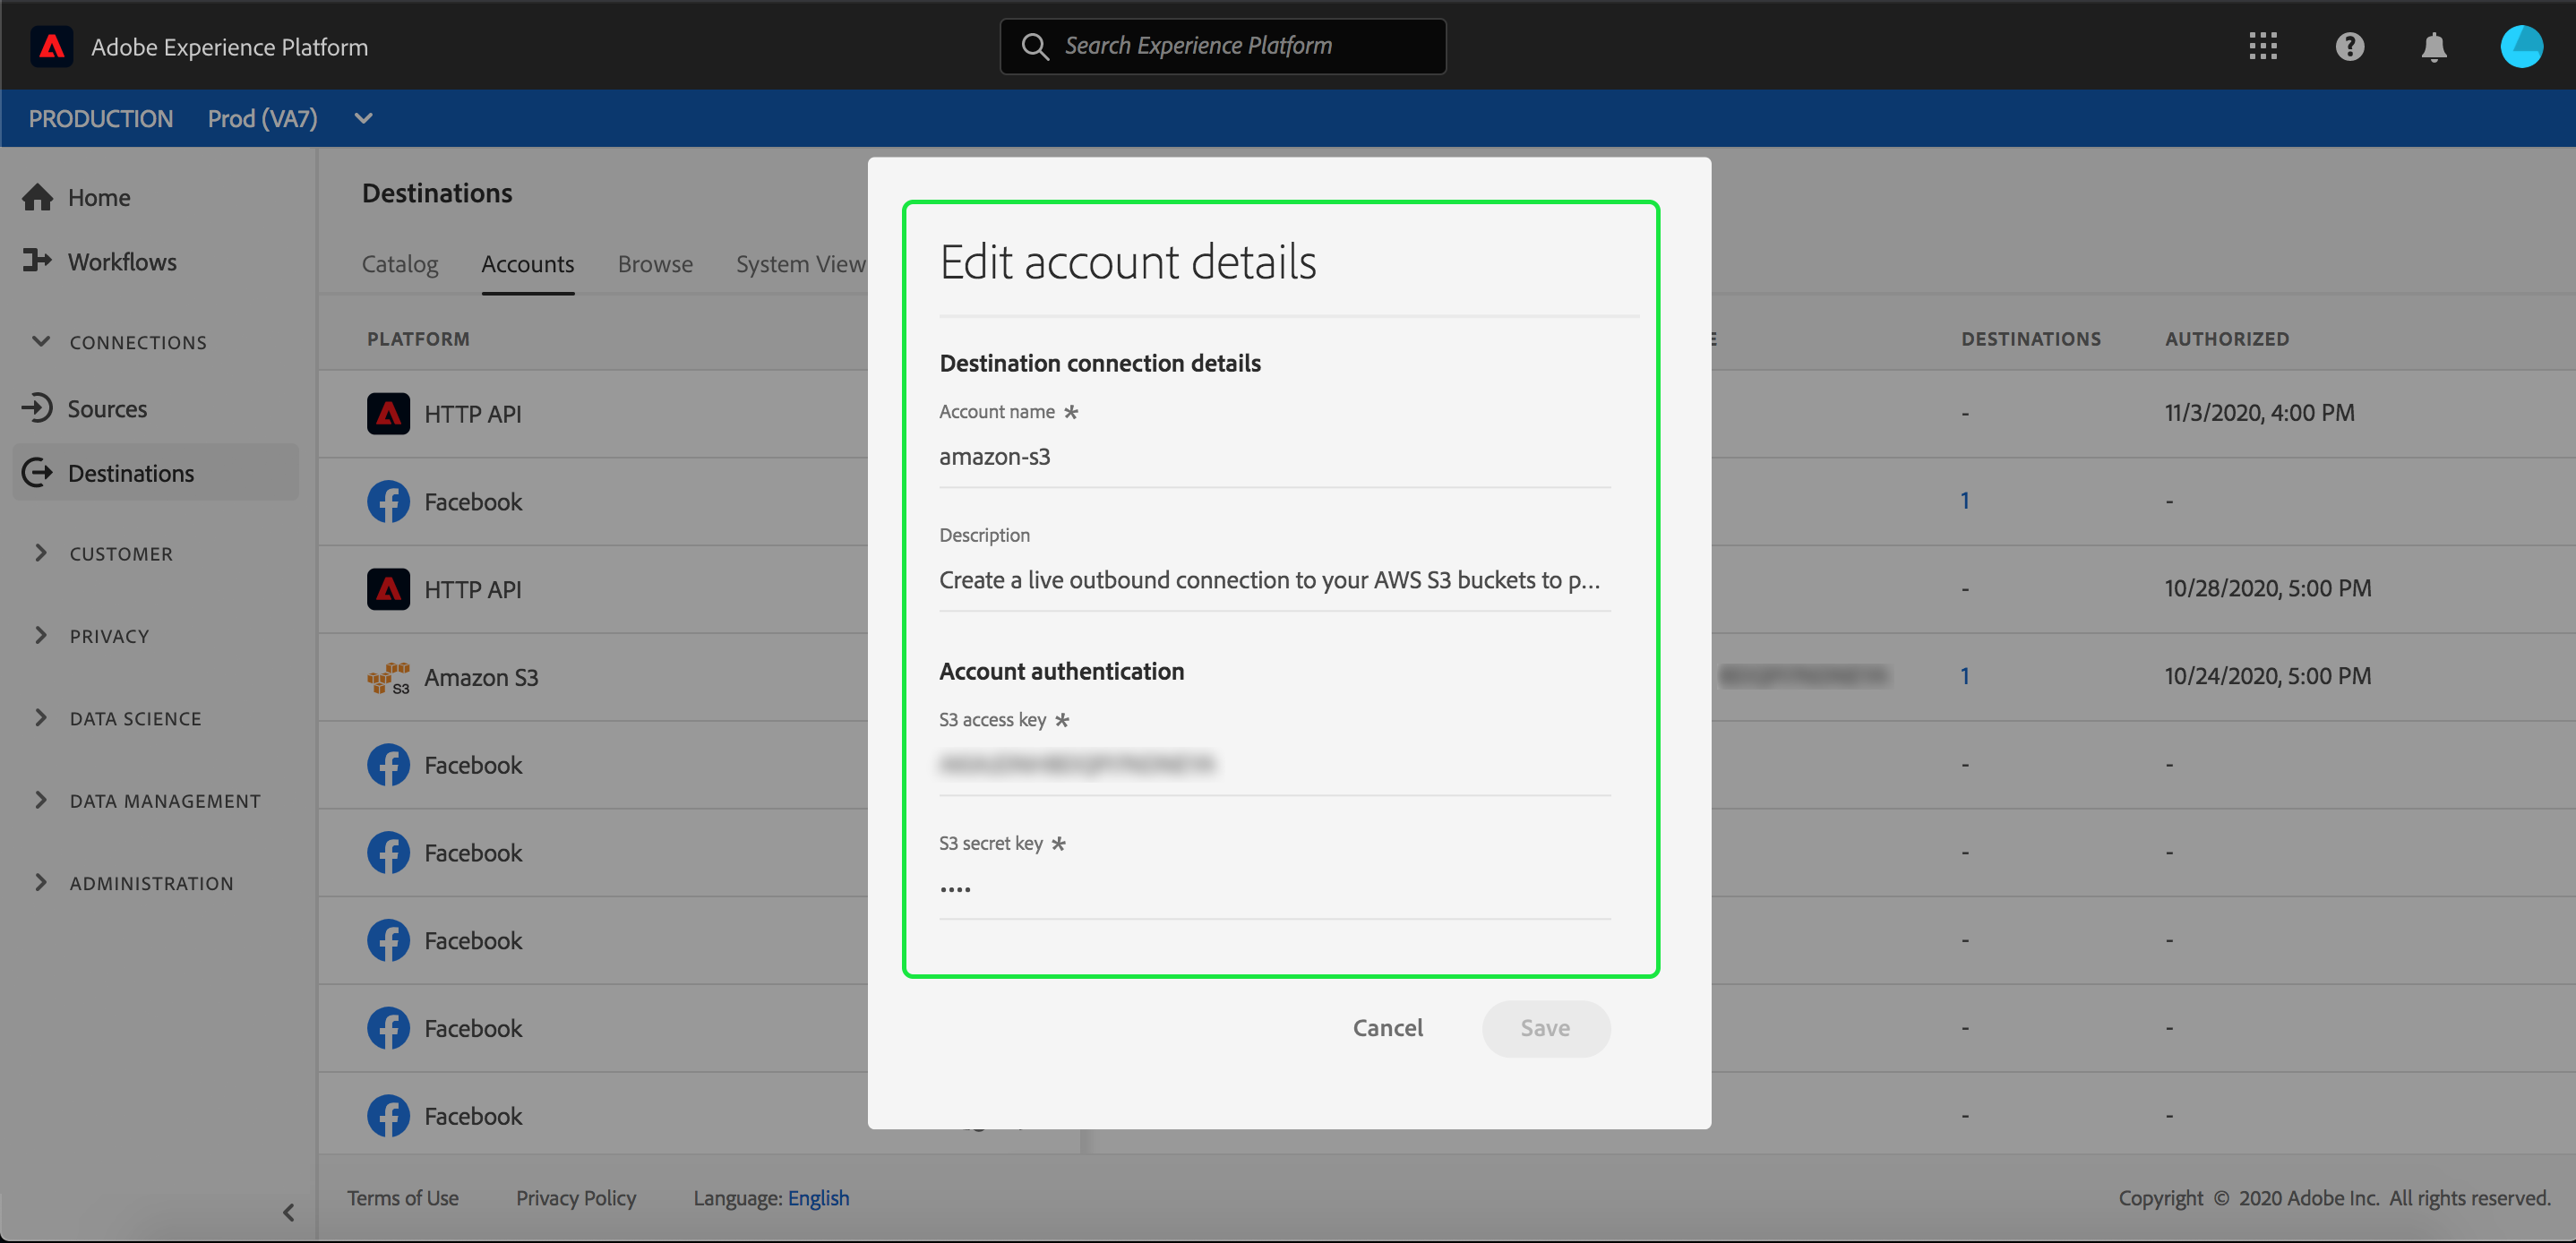 Adobe Experience Platform
Search Experience Platform
PRODUCTION Prod (VA7)
Home
Workflows
CONNECTIONS
Sources
Destinations
CUSTOMER
PRIVACY
DATA SCIENCE
DATA MANAGEMENT
ADMINISTRATION
Destinations
Catalog Accounts Browse System View
PLATFORM DESTINATIONS AUTHORIZED
HTTP API - 11/3/2020, 4:00 PM
Facebook 1 -
HTTP API - 10/28/2020, 5:00 PM
S3 Amazon S3 1 10/24/2020, 5:00 PM
Facebook - -
Facebook - -
Facebook - -
Facebook - -
Facebook - -
Edit account details
Destination connection details
Account name *
amazon-s3
Description
Create a live outbound connection to your AWS S3 buckets to p...
Account authentication
S3 access key *
S3 secret key *
••••
Cancel Save
Terms of Use Privacy Policy Language: English Copyright © 2020 Adobe Inc. All rights reserved.